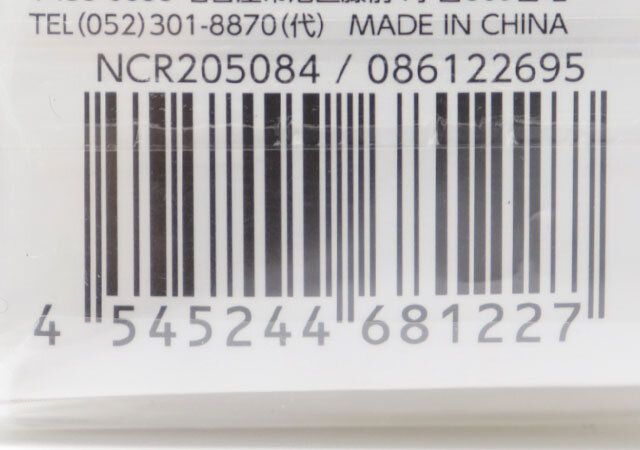 TEL(052)301-8870(代) MADE IN CHINA
NCR205084 / 086122695
4 545244 681227